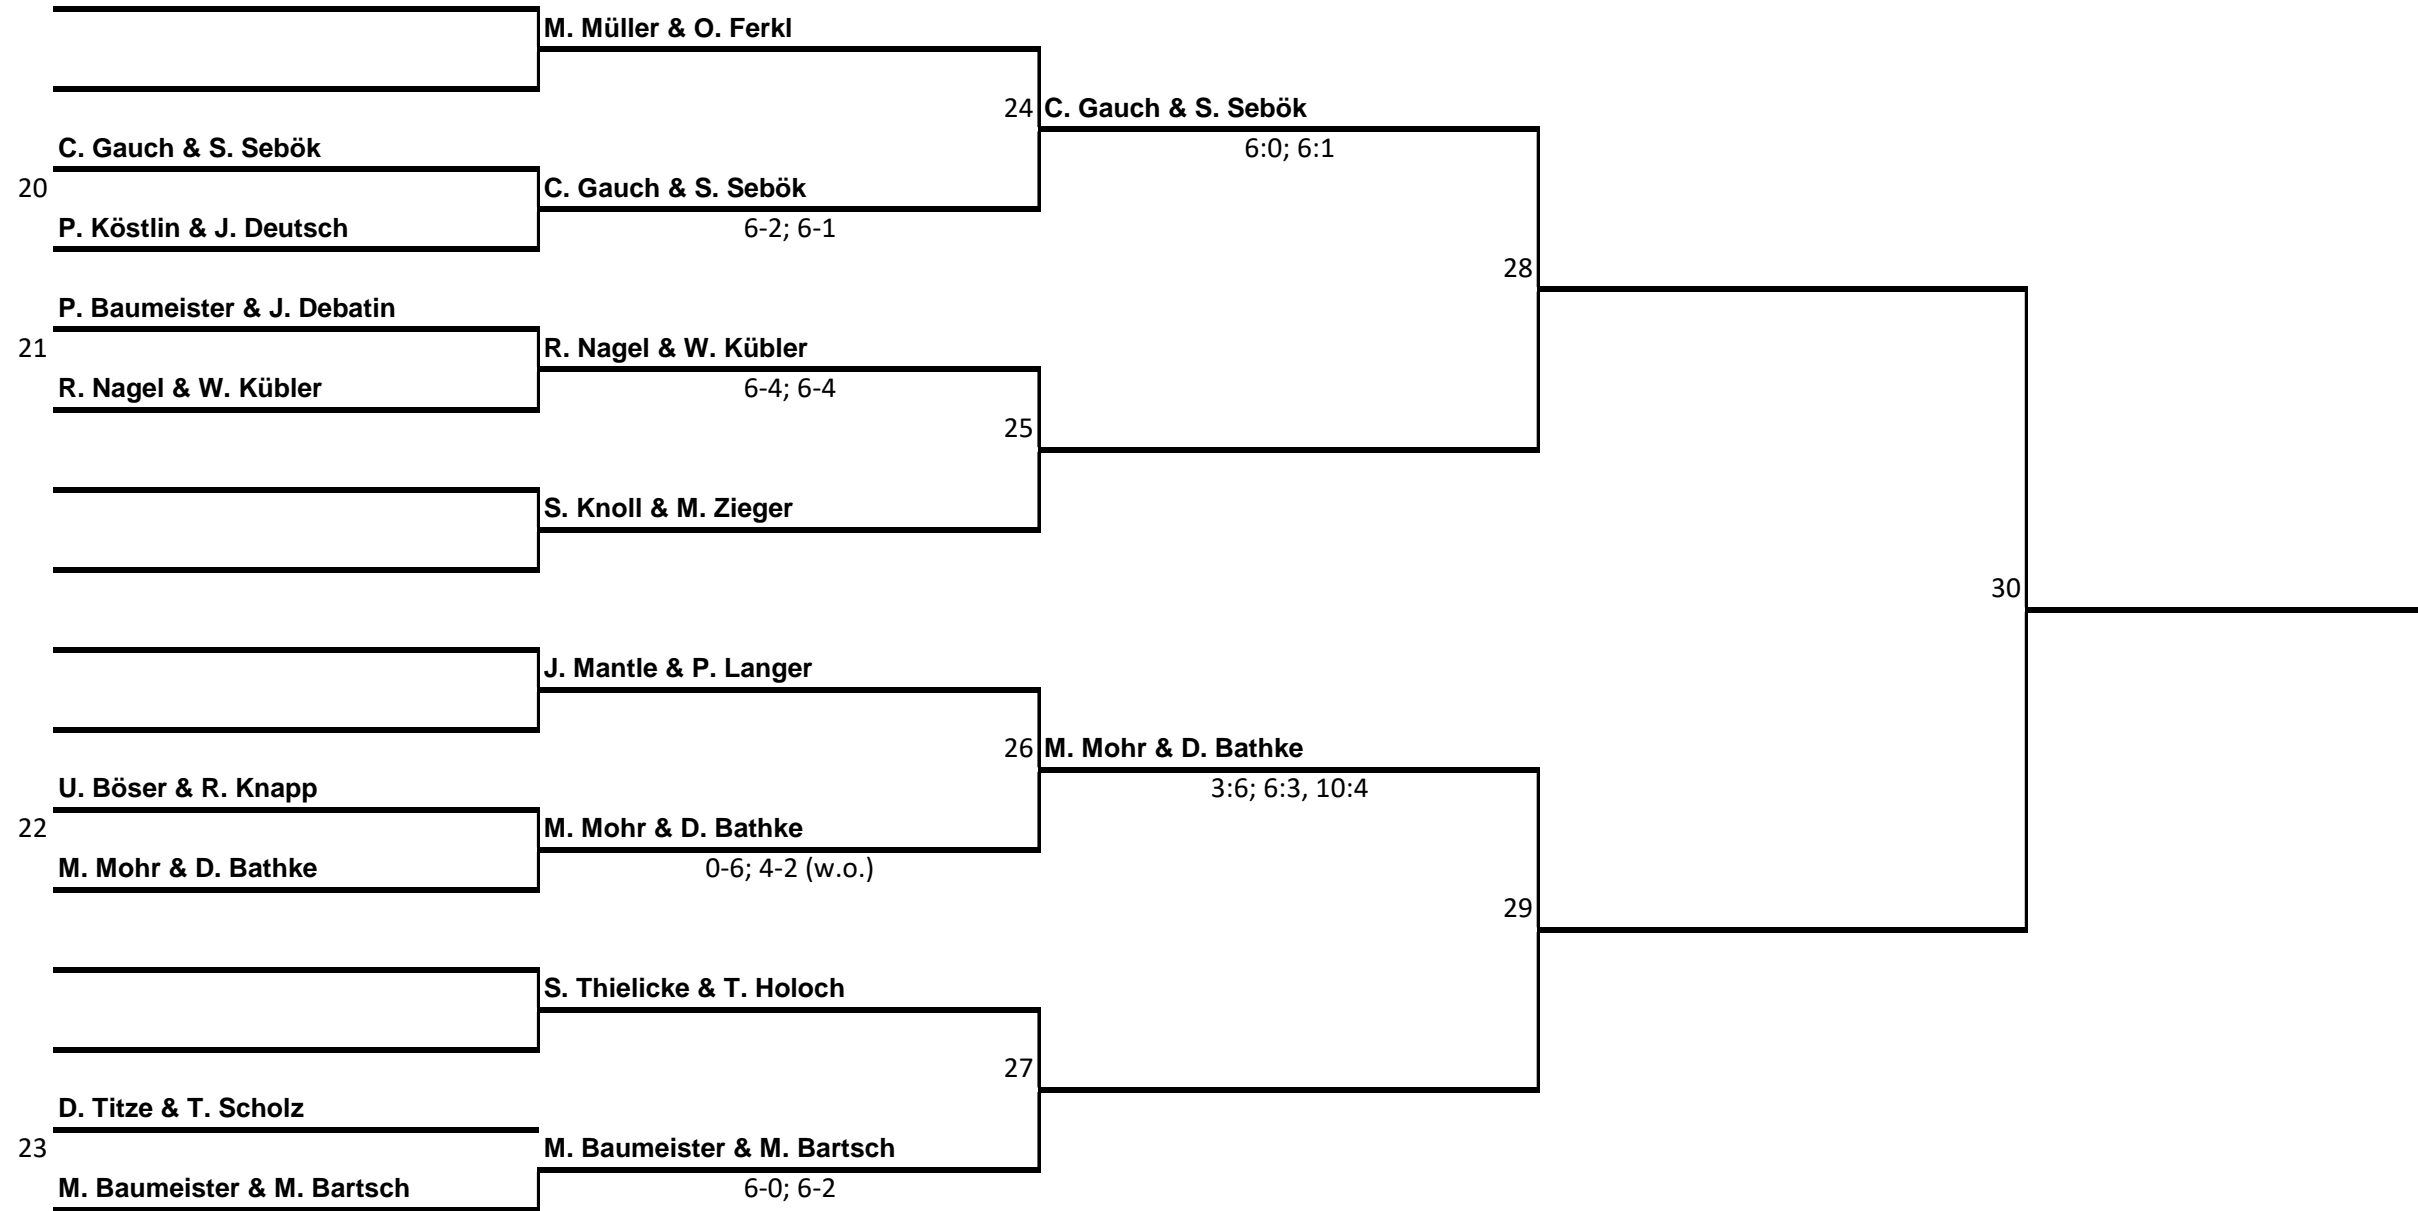 M. Müller & O. Ferkl
24 C. Gauch & S. Sebök
C. Gauch & S. Sebök
6:0; 6:1
20
C. Gauch & S. Sebök
P. Köstlin & J. Deutsch
6-2; 6-1
28
P. Baumeister & J. Debatin
21
R. Nagel & W. Kübler
R. Nagel & W. Kübler
6-4; 6-4
25
S. Knoll & M. Zieger
30
J. Mantle & P. Langer
26 M. Mohr & D. Bathke
U. Böser & R. Knapp
3:6; 6:3, 10:4
22
M. Mohr & D. Bathke
M. Mohr & D. Bathke
0-6; 4-2 (w.o.)
29
S. Thielicke & T. Holoch
27
D. Titze & T. Scholz
23
M. Baumeister & M. Bartsch
M. Baumeister & M. Bartsch
6-0; 6-2